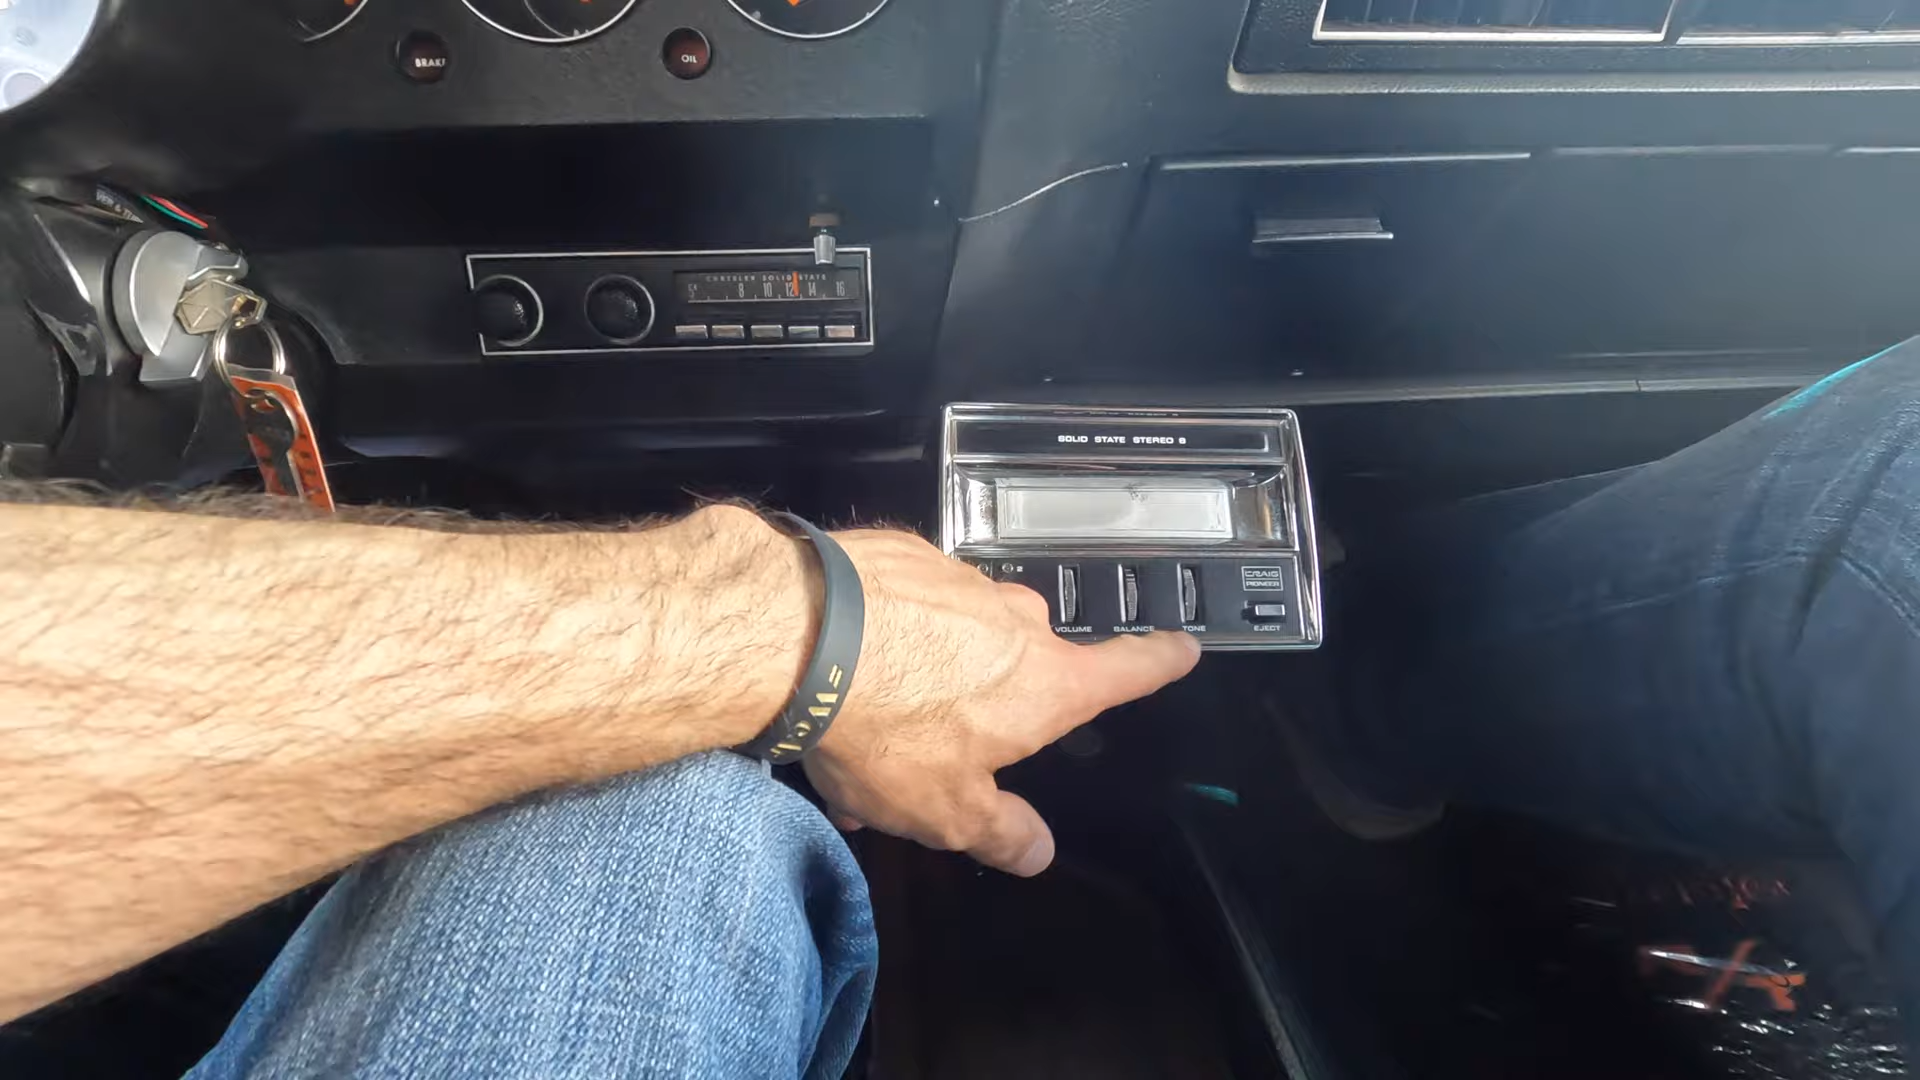 BRAKE
OIL
CHRYSLER SOLID STATE
8 10 12 14 16
SOLID STATE STEREO 8
2
CRAIG
PIONEER
VOLUME BALANCE TONE EJECT